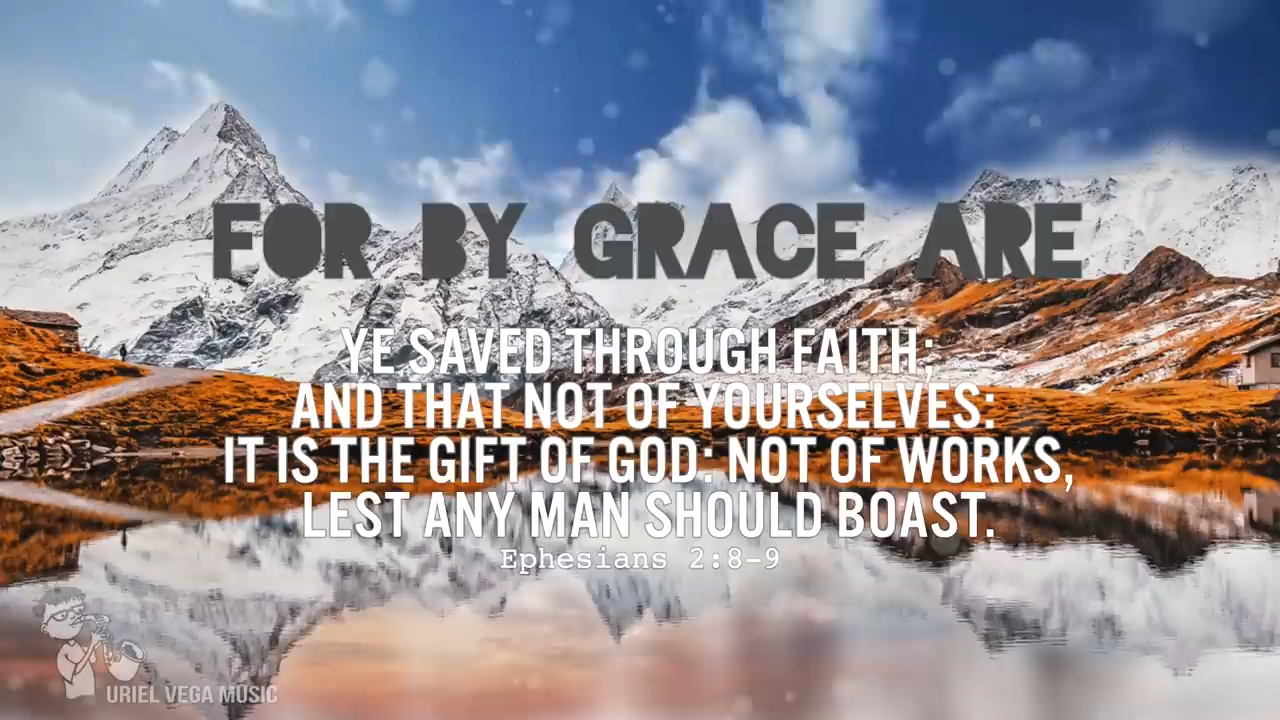 FOR BY GRACE ARE
YE SAVED THROUGH FAITH;
AND THAT NOT OF YOURSELVES:
IT IS THE GIFT OF GOD: NOT OF WORKS,
LEST ANY MAN SHOULD BOAST.
Ephesians 2:8-9
URIEL VEGA MUSIC